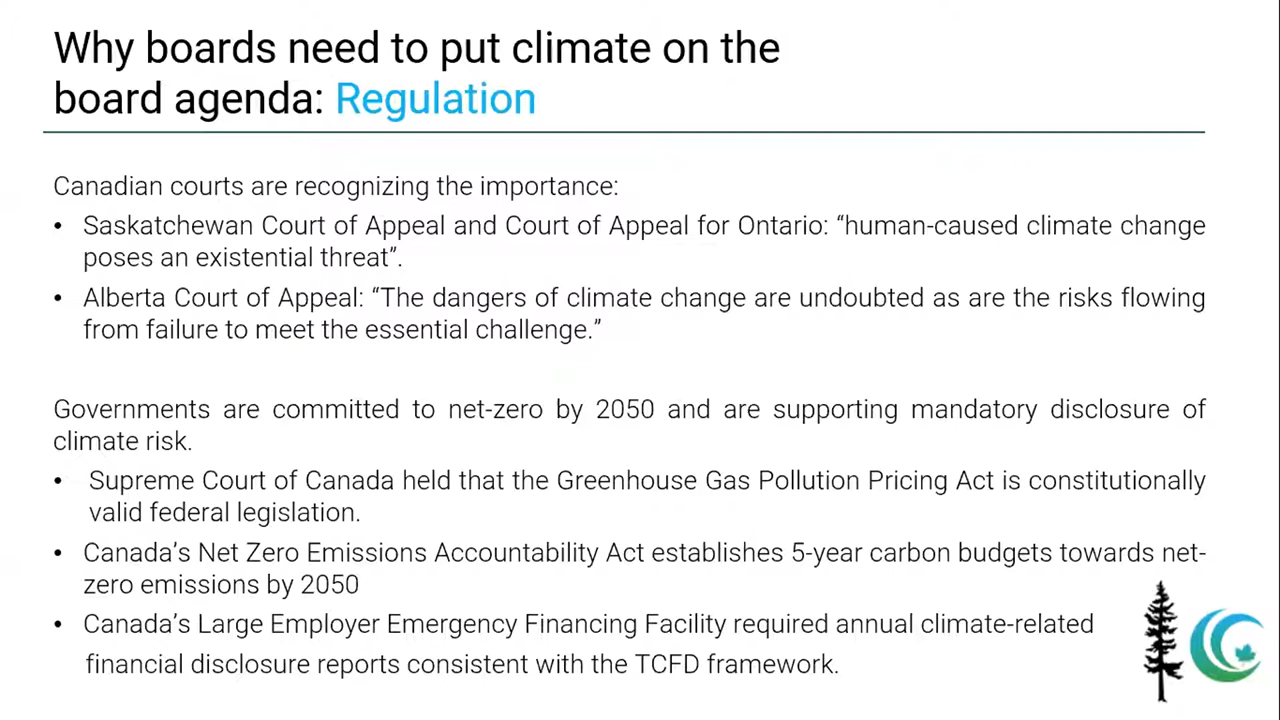 Why boards need to put climate on the
board agenda: Regulation
Canadian courts are recognizing the importance:
• Saskatchewan Court of Appeal and Court of Appeal for Ontario: “human-caused climate change
poses an existential threat”.
• Alberta Court of Appeal: “The dangers of climate change are undoubted as are the risks flowing
from failure to meet the essential challenge.”
Governments are committed to net-zero by 2050 and are supporting mandatory disclosure of
climate risk.
• Supreme Court of Canada held that the Greenhouse Gas Pollution Pricing Act is constitutionally
valid federal legislation.
• Canada’s Net Zero Emissions Accountability Act establishes 5-year carbon budgets towards net-
zero emissions by 2050
• Canada’s Large Employer Emergency Financing Facility required annual climate-related
financial disclosure reports consistent with the TCFD framework.